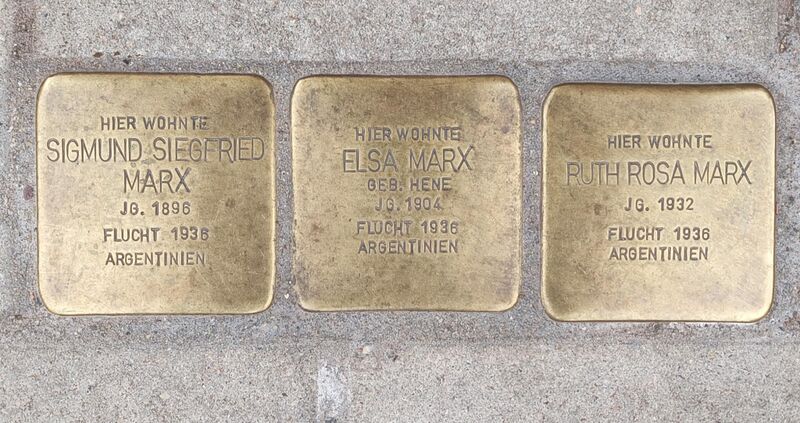 HIER WOHNTE
SIGMUND SIEGFRIED
MARX
JG. 1896
FLUCHT 1936
ARGENTINIEN
HIER WOHNTE
ELSA MARX
GEB. HENE
JG. 1904
FLUCHT 1936
ARGENTINIEN
HIER WOHNTE
RUTH ROSA MARX
JG. 1932
FLUCHT 1936
ARGENTINIEN